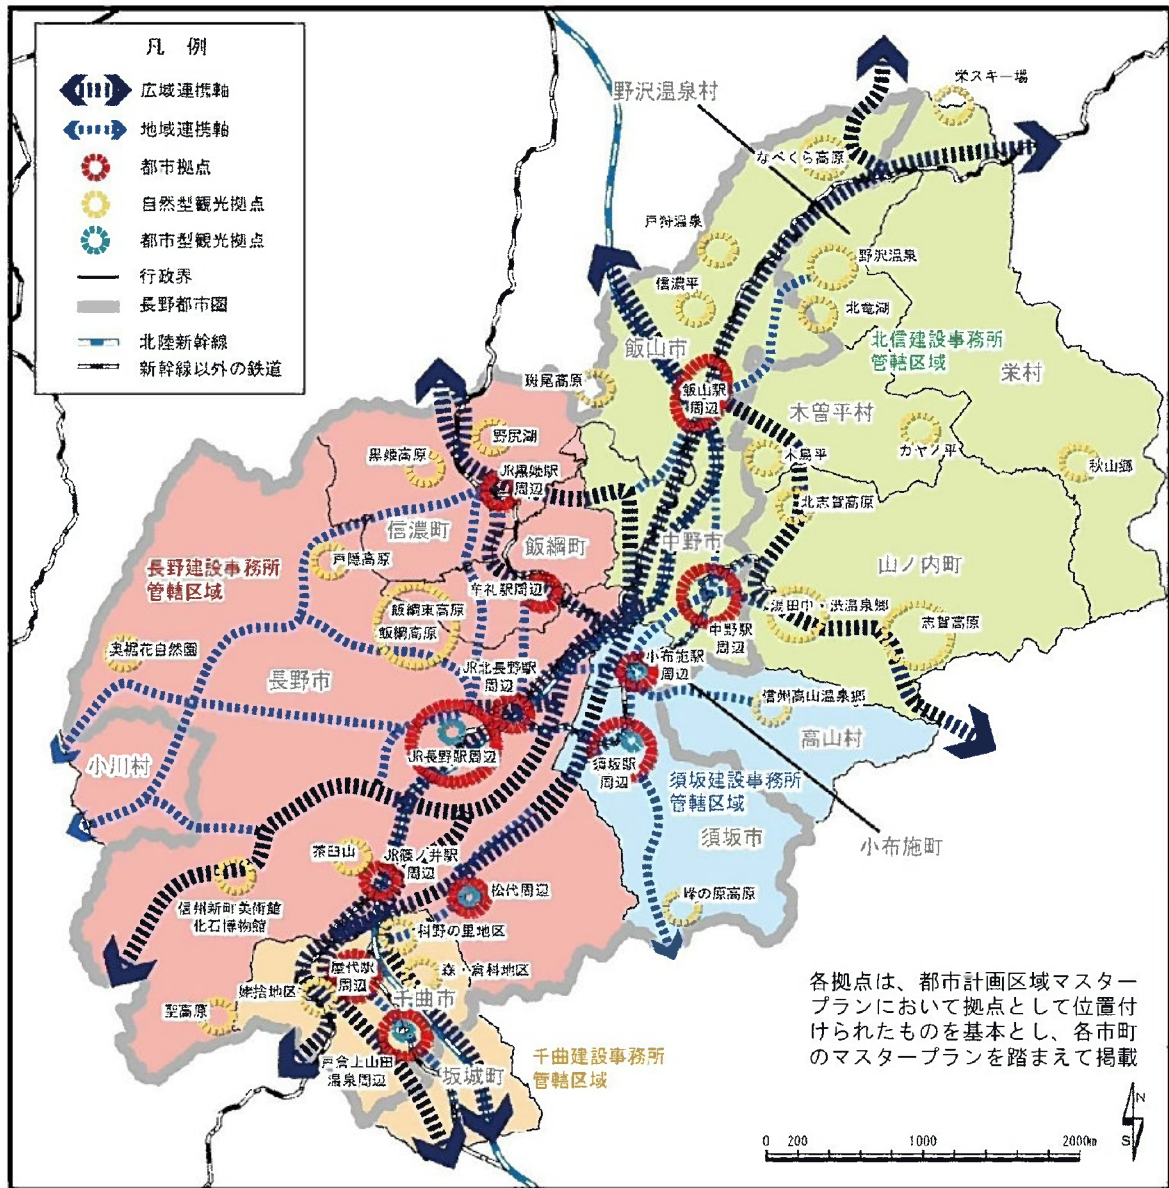 凡 例
広域連携軸
地域連携軸
都市拠点
自然型観光拠点
都市型観光拠点
行政界
長野都市圏
北陸新幹線
新幹線以外の鉄道
栄スキー場
野沢温泉村
なべくら高原
戸狩温泉
野沢温泉
信濃平
北竜湖
飯山市
北信建設事務所
管轄区域
栄村
斑尾高原
飯山駅
周辺
木曽平村
野尻湖
黒姫高原
JR黒姫駅
周辺
木島平
カヤノ平
秋山郷
北志賀高原
信濃町
飯綱町
中野市
戸隠高原
山ノ内町
長野建設事務所
管轄区域
牟礼駅周辺
飯綱東高原
飯綱高原
湯田中・渋温泉郷
志賀高原
中野駅
周辺
奥裾花自然園
小布施駅
周辺
JR北長野駅
周辺
長野市
信州高山温泉郷
高山村
JR長野駅周辺
須坂駅
周辺
小川村
須坂建設事務所
管轄区域
須坂市
小布施町
茶臼山
JR篠ノ井駅
周辺
信州新町美術館
化石博物館
松代周辺
峰の原高原
科野の里地区
屋代駅
周辺
森・倉科地区
姨捨地区
千曲市
聖高原
戸倉上山田
温泉周辺
坂城町
千曲建設事務所
管轄区域
各拠点は、都市計画区域マスター
プランにおいて拠点として位置付
けられたものを基本とし、各市町
のマスタープランを踏まえて掲載
N
S
0 200 1000 2000km